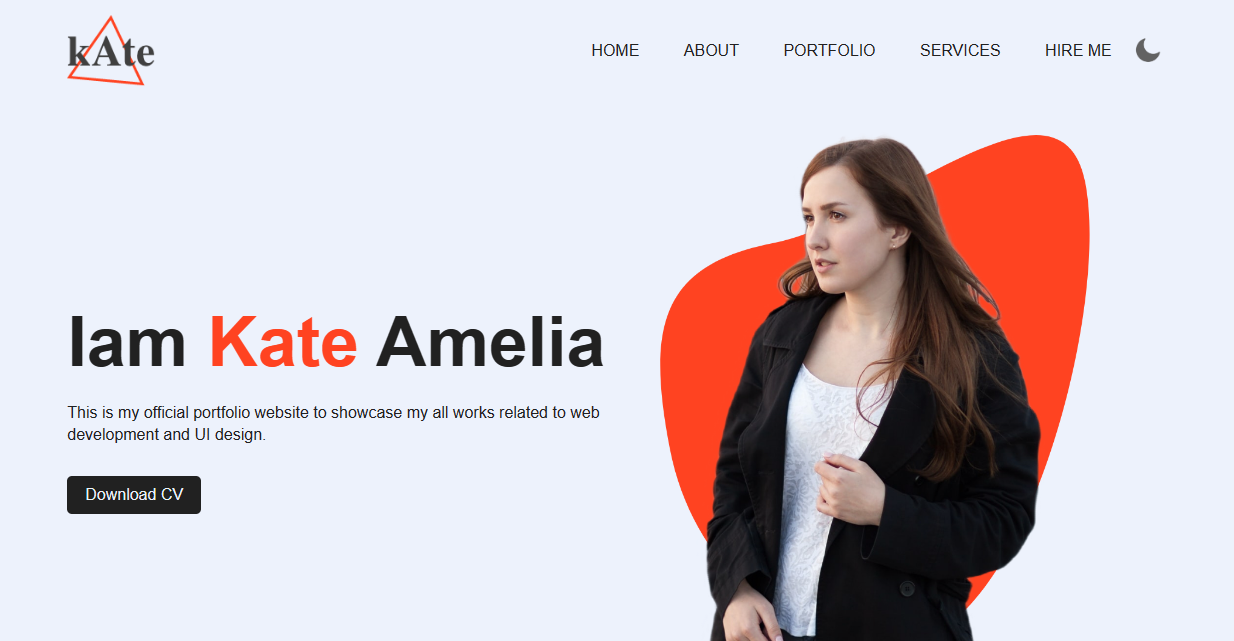 kAte
HOME ABOUT PORTFOLIO SERVICES HIRE ME
Iam Kate Amelia
This is my official portfolio website to showcase my all works related to web
development and UI design.
Download CV